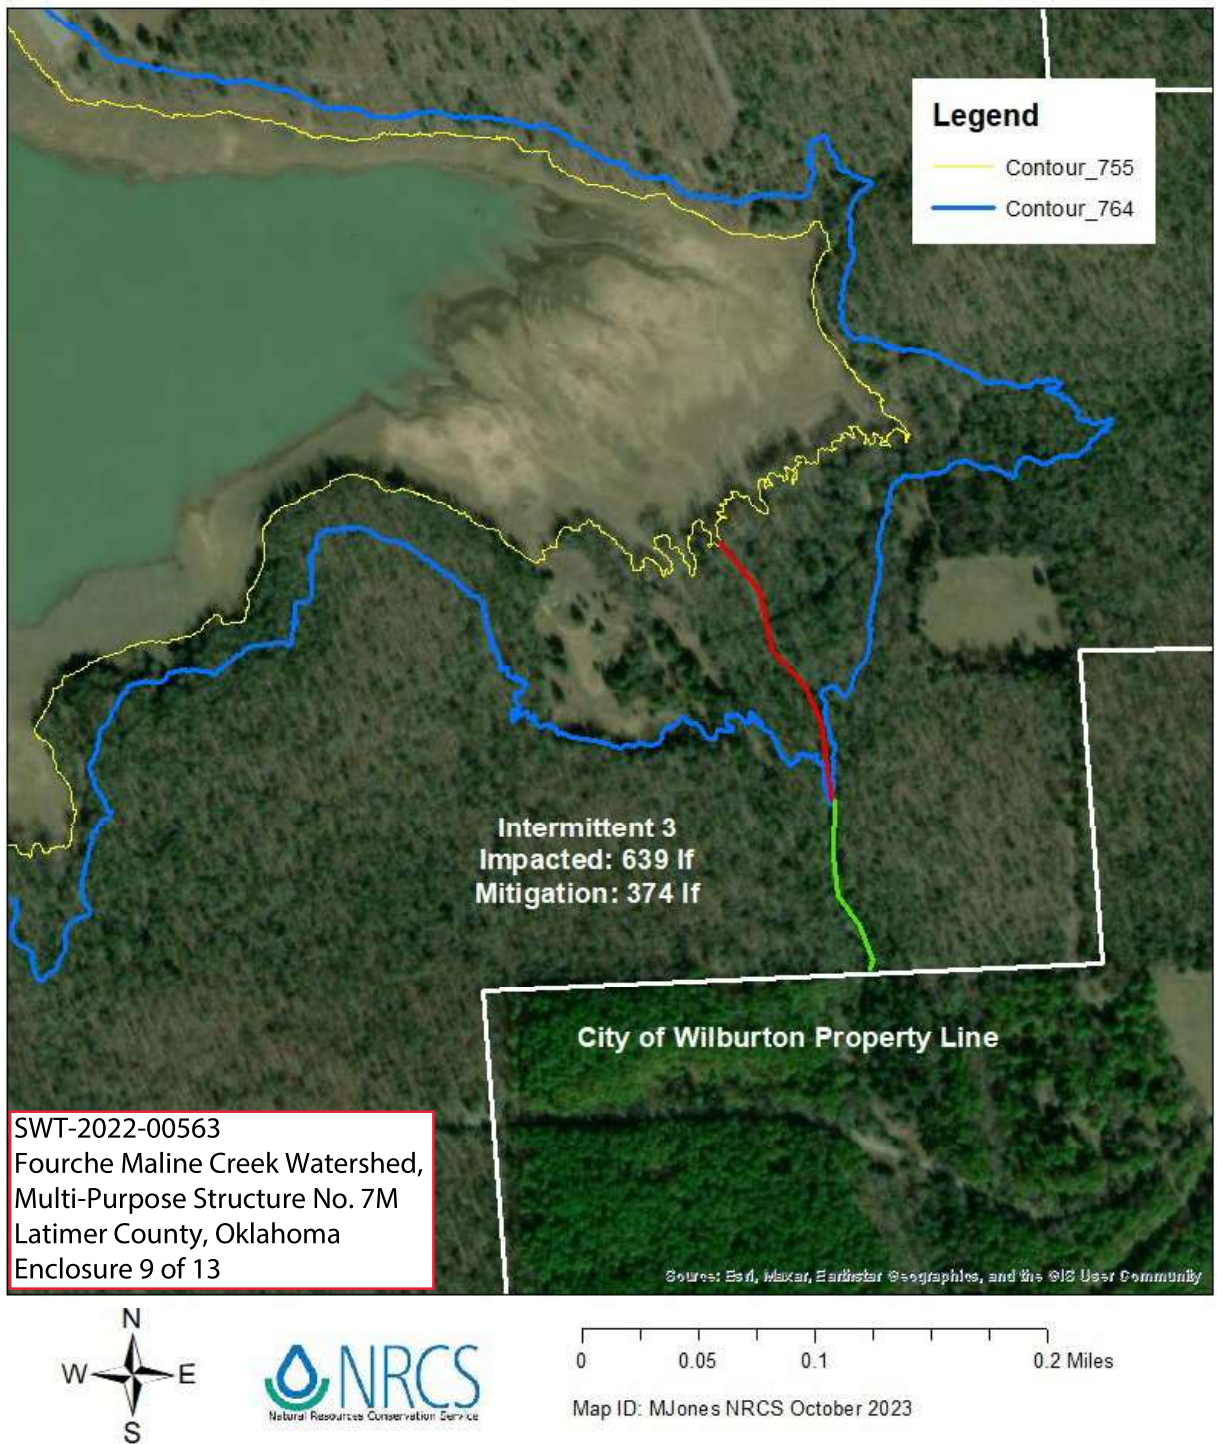 Legend
Contour_755
Contour_764
Intermittent 3
Impacted: 639 lf
Mitigation: 374 lf
City of Wilburton Property Line
SWT-2022-00563
Fourche Maline Creek Watershed,
Multi-Purpose Structure No. 7M
Latimer County, Oklahoma
Enclosure 9 of 13
Source: Esri, Maxar, Earthstar Geographics, and the GIS User Community
N
W E
S
NRCS
Natural Resources Conservation Service
0 0.05 0.1 0.2 Miles
Map ID: MJones NRCS October 2023